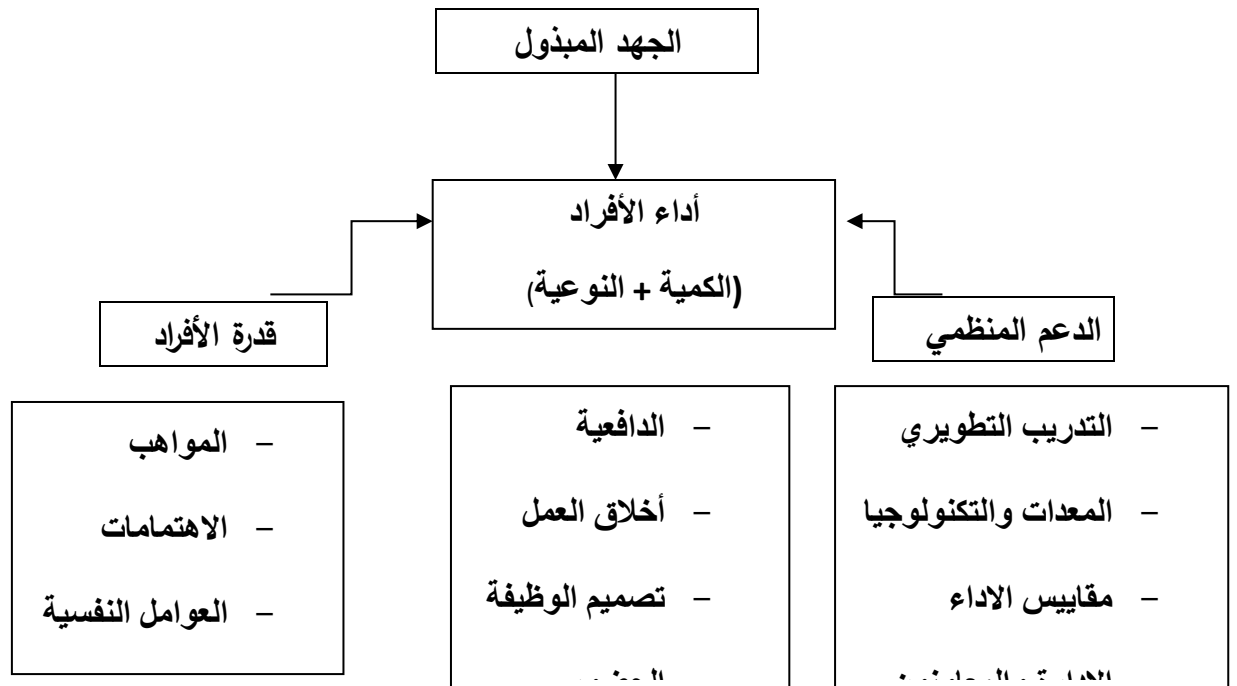 الجهد المبذول
أداء الأفراد
(الكمية + النوعية)
الدعم المنظمي
قدرة الأفراد
– التدريب التطويري
– المعدات والتكنولوجيا
– مقاييس الاداء
– الدافعية
– أخلاق العمل
– تصميم الوظيفة
– المواهب
– الاهتمامات
– العوامل النفسية